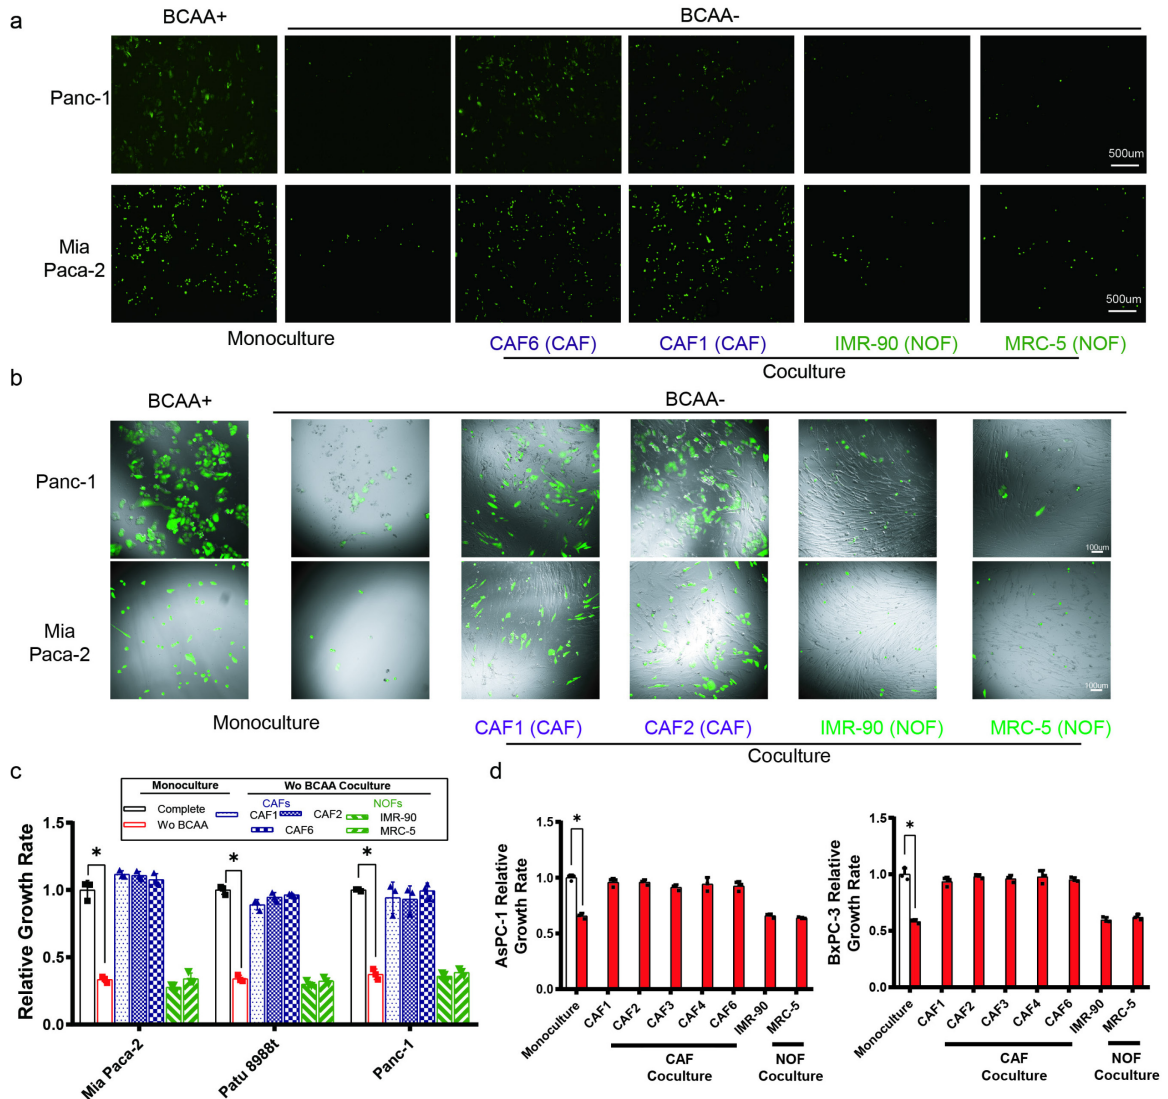 a
BCAA+
BCAA-
Panc-1
500um
Mia
Paca-2
500um
Monoculture
CAF6 (CAF)
CAF1 (CAF)
IMR-90 (NOF)
MRC-5 (NOF)
Coculture
b
BCAA+
BCAA-
Panc-1
100um
Mia
Paca-2
100um
Monoculture
CAF1 (CAF)
CAF2 (CAF)
IMR-90 (NOF)
MRC-5 (NOF)
Coculture
c
Monoculture
Wo BCAA Coculture
Complete
Wo BCAA
CAFs
CAF1
CAF2
CAF6
NOFs
IMR-90
MRC-5
Relative Growth Rate
1.5
1.0
0.5
0.0
*
*
*
Mia Paca-2
Patu 8988t
Panc-1
d
AsPC-1 Relative
Growth Rate
1.5
1.0
0.5
0.0
*
Monoculture
CAF1
CAF2
CAF3
CAF4
CAF6
IMR-90
MRC-5
CAF
Coculture
NOF
Coculture
BxPC-3 Relative
Growth Rate
1.5
1.0
0.5
0.0
*
Monoculture
CAF1
CAF2
CAF3
CAF4
CAF6
IMR-90
MRC-5
CAF
Coculture
NOF
Coculture